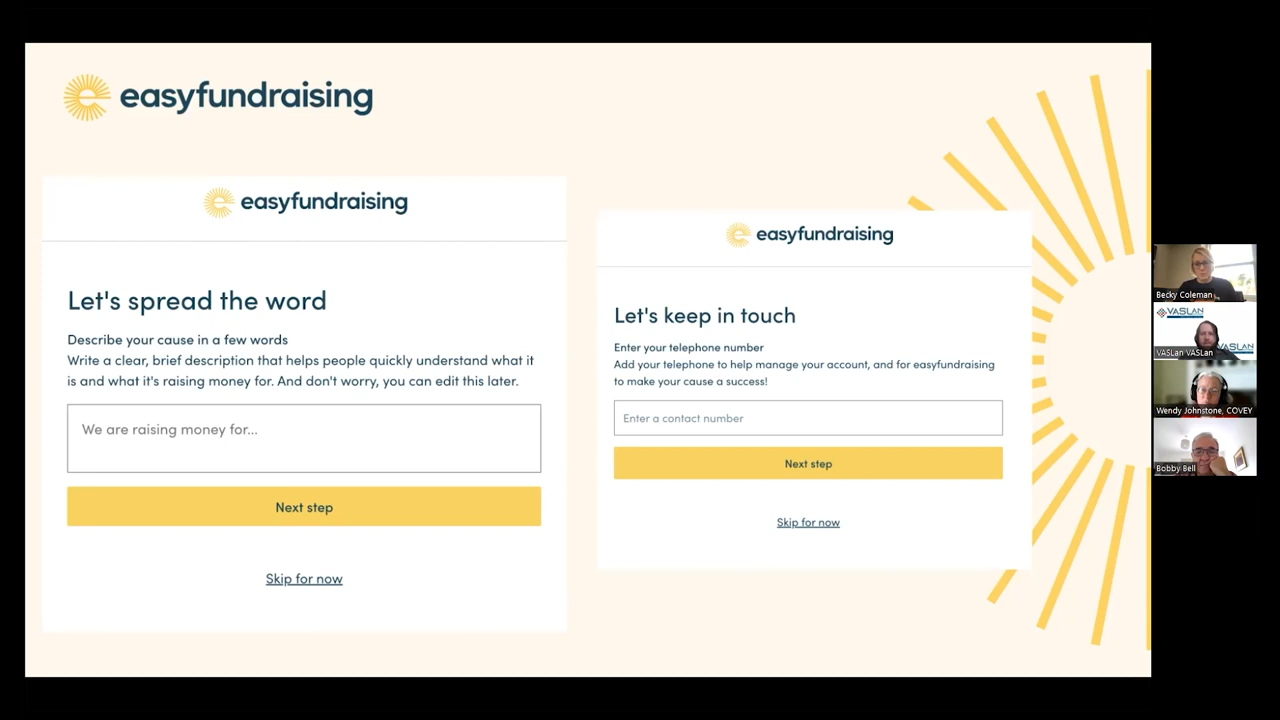 easyfundraising
easyfundraising
Let's spread the word
Describe your cause in a few words
Write a clear, brief description that helps people quickly understand what it
is and what it's raising money for. And don't worry, you can edit this later.
We are raising money for...
Next step
Skip for now
easyfundraising
Let's keep in touch
Enter your telephone number
Add your telephone to help manage your account, and for easyfundraising
to make your cause a success!
Enter a contact number
Next step
Skip for now
Becky Coleman
VASLAN
VASLAN
VASLan VASLan
Wendy Johnstone, COVEY
Bobby Bell